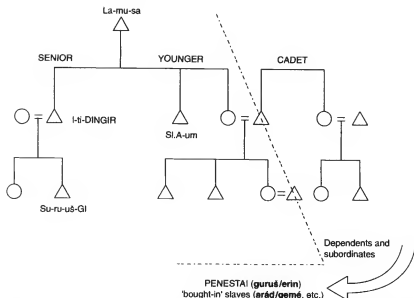 La-mu-sa
SENIOR YOUNGER CADET
I-ti-DINGIR
SI.A-um
Su-ru-uš-GI
Dependents and
subordinates
PENESTAI (guruš/erin)
'bought-in' slaves (arád/gemé, etc.)